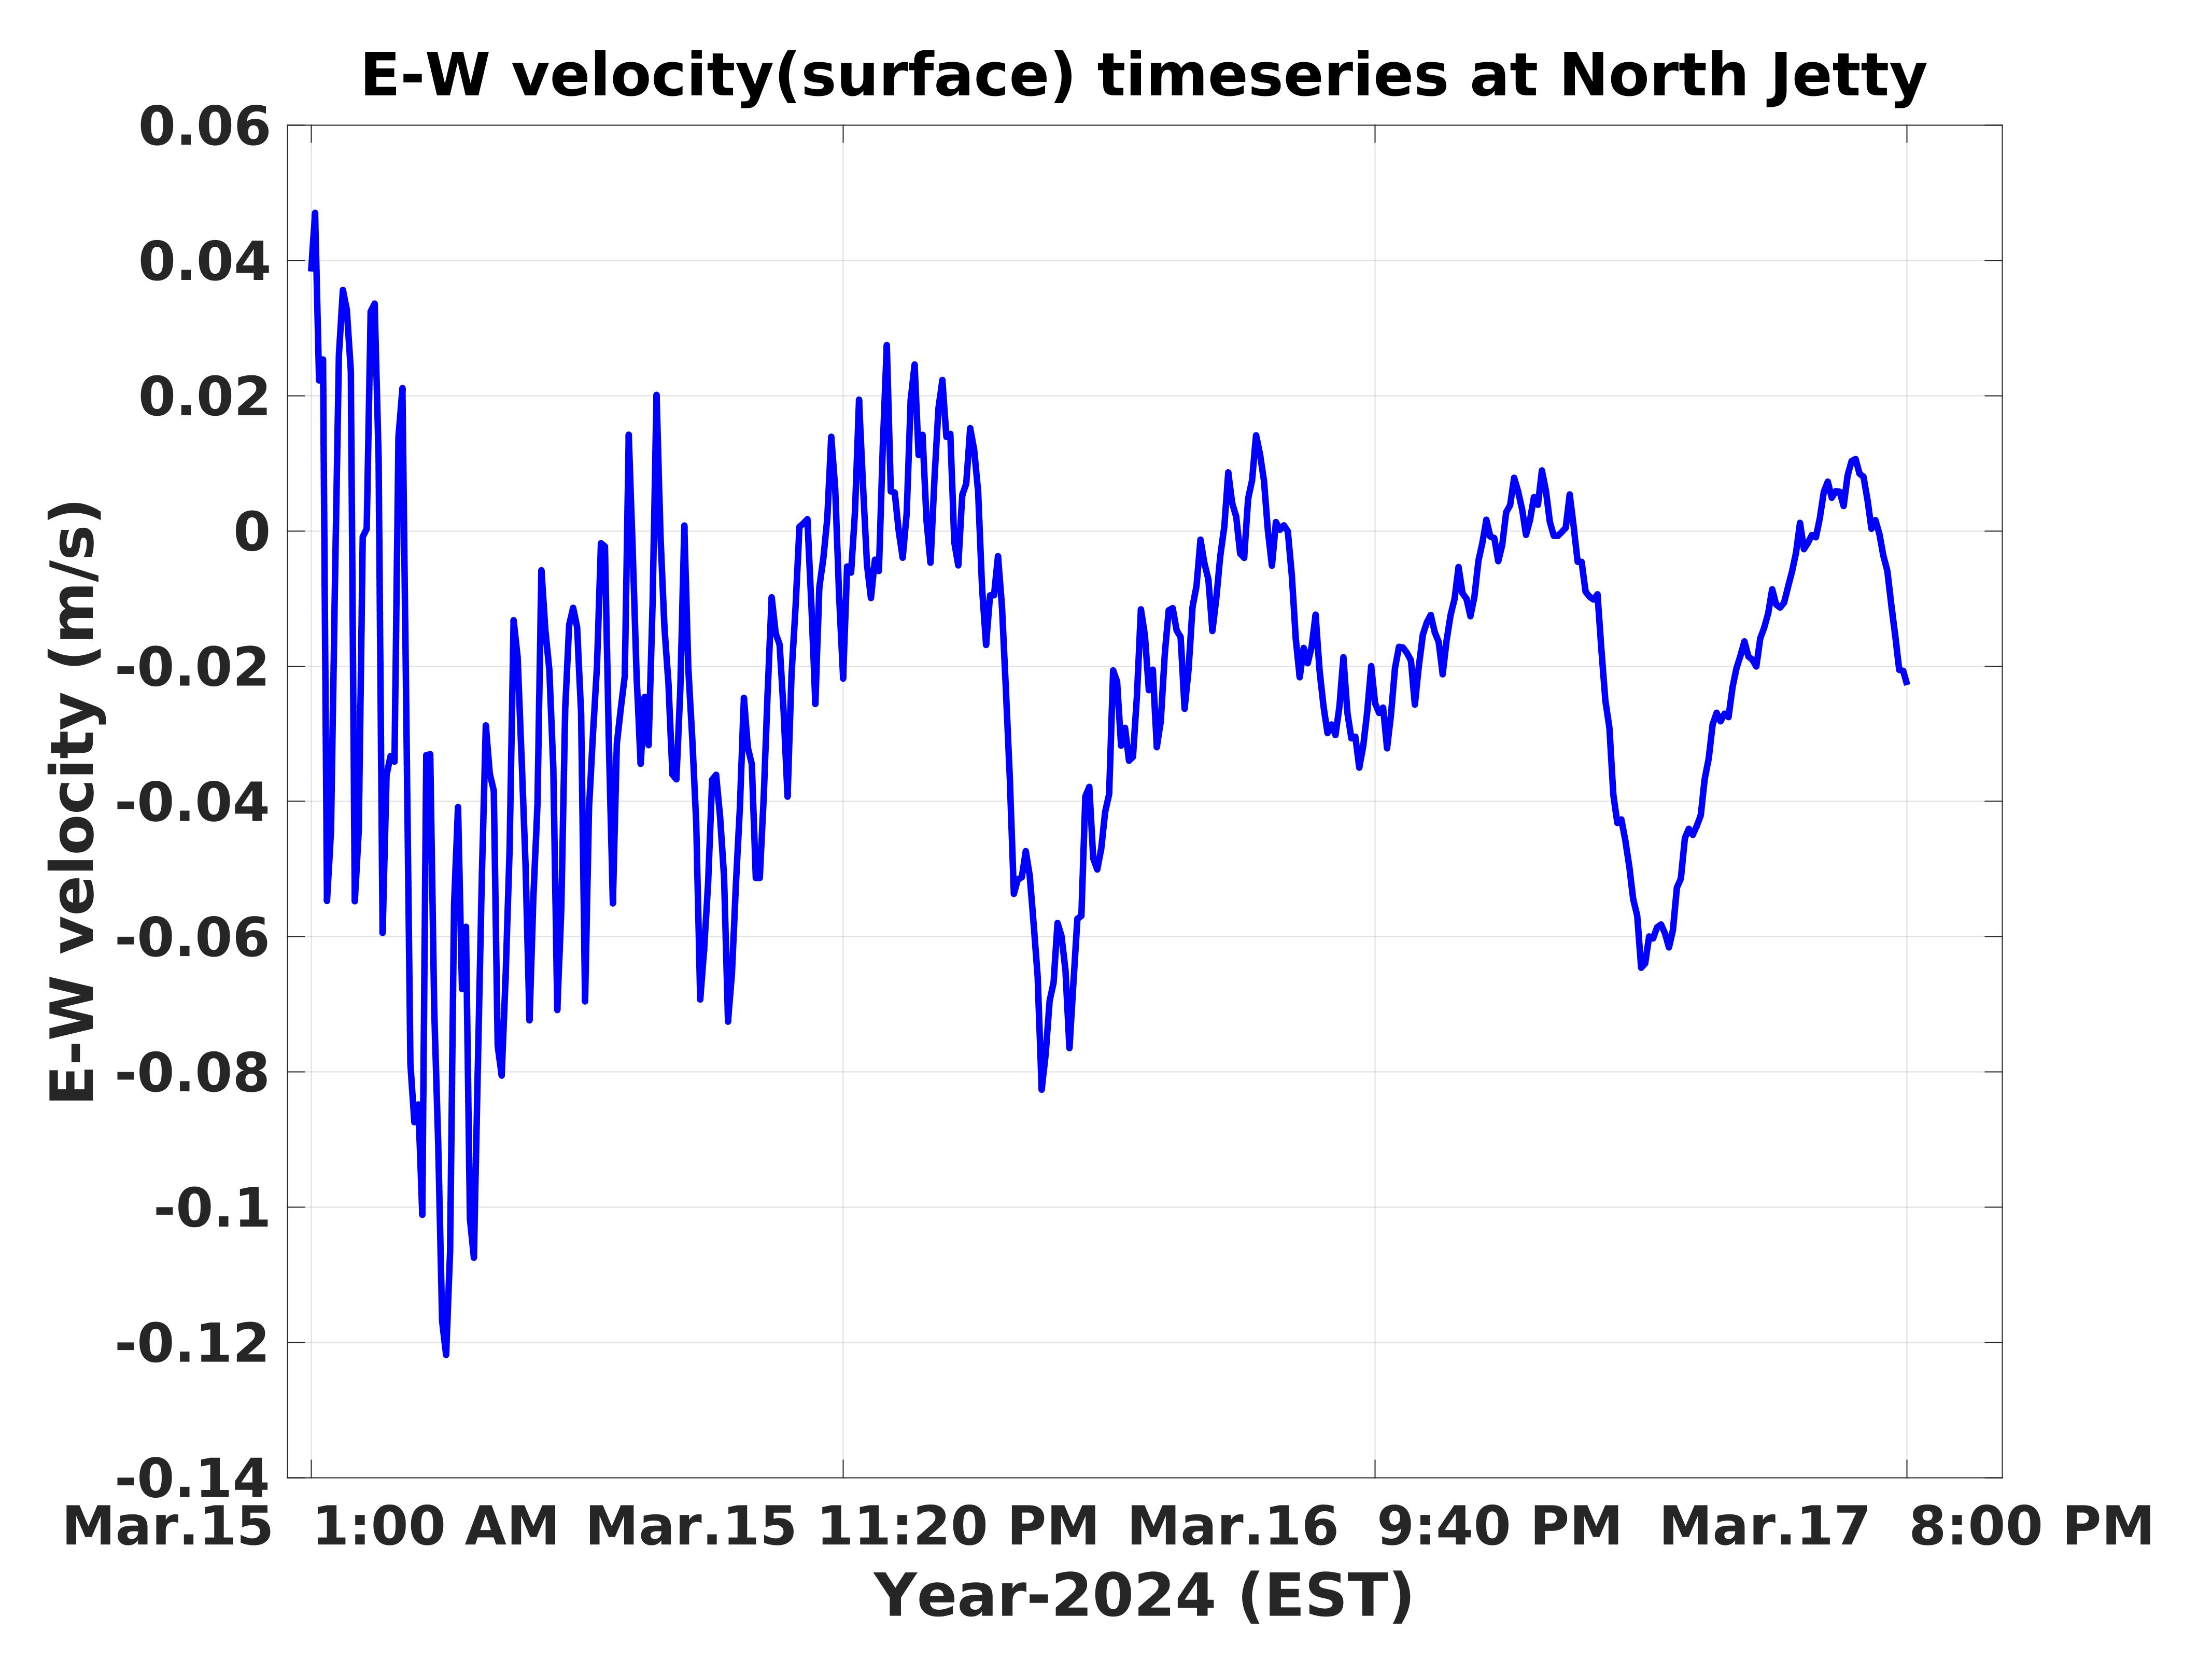 E-W velocity(surface) timeseries at North Jetty
0.06
0.04
0.02
0
-0.02
-0.04
-0.06
-0.08
-0.1
-0.12
-0.14
E-W velocity (m/s)
Mar.15 1:00 AM Mar.15 11:20 PM Mar.16 9:40 PM Mar.17 8:00 PM
Year-2024 (EST)